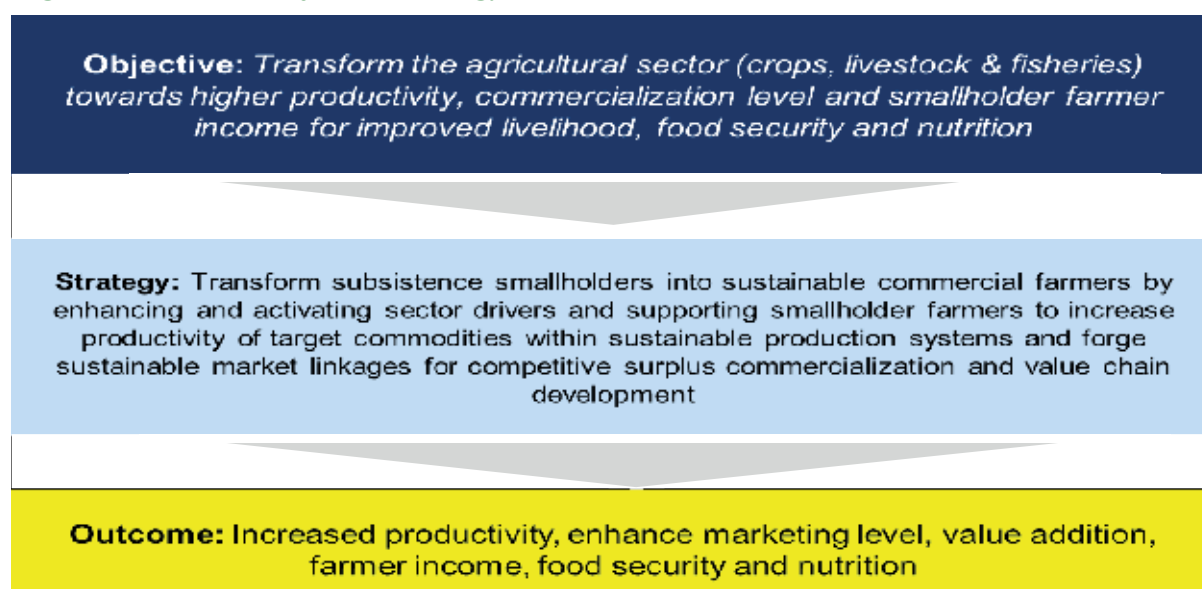 Objective: Transform the agricultural sector (crops, livestock & fisheries)
towards higher productivity, commercialization level and smallholder farmer
income for improved livelihood, food security and nutrition
Strategy: Transform subsistence smallholders into sustainable commercial farmers by
enhancing and activating sector drivers and supporting smallholder farmers to increase
productivity of target commodities within sustainable production systems and forge
sustainable market linkages for competitive surplus commercialization and value chain
development
Outcome: Increased productivity, enhance marketing level, value addition,
farmer income, food security and nutrition